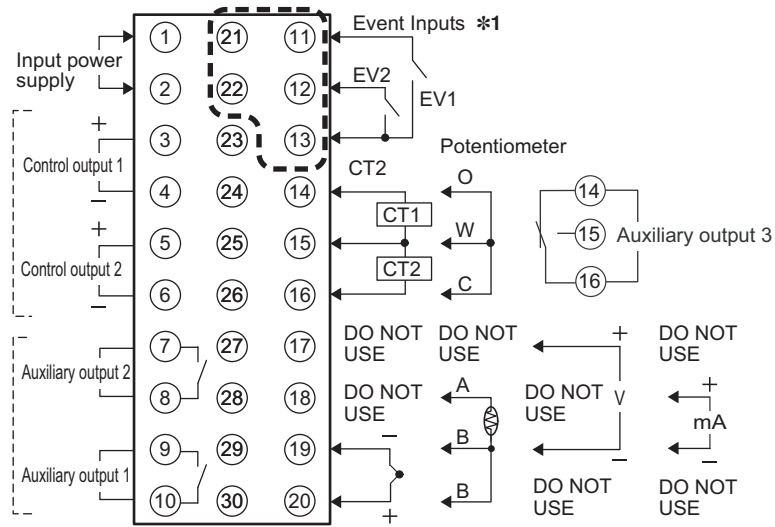 1 21 11 Event Inputs *1
Input power
supply
2 22 12 EV2
EV1
+
3 23 13
Potentiometer
Control output 1
CT2
4 24 14 O 14
−
CT1
+
5 25 15 W 15 Auxiliary output 3
Control output 2
CT2
6 26 16 C 16
−
7 27 17 DO NOT
USE
DO NOT
USE
+
DO NOT
USE
Auxiliary output 2
8 28 18 DO NOT
USE
A
DO NOT
USE
V
+
mA
9 29 19 − B − −
Auxiliary output 1
10 30 20 + B DO NOT
USE
DO NOT
USE